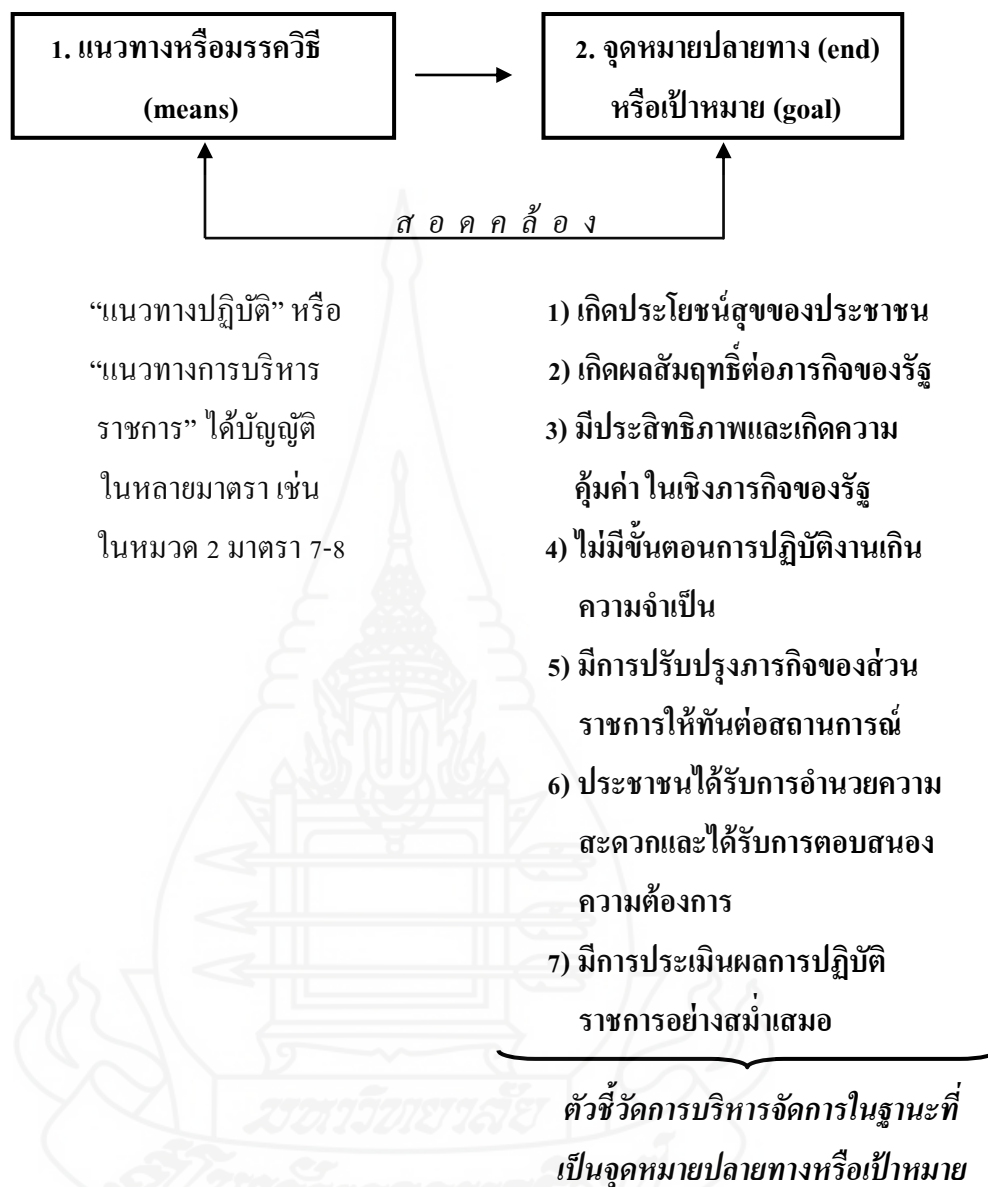 1. แนวทางหรือมรรควิธี
(means)
2. จุดหมายปลายทาง (end)
หรือเป้าหมาย (goal)
ส อ ด ค ล้ อ ง
“แนวทางปฏิบัติ” หรือ
“แนวทางการบริหาร
ราชการ” ได้บัญญัติ
ในหลายมาตรา เช่น
ในหมวด 2 มาตรา 7-8
1) เกิดประโยชน์สุขของประชาชน
2) เกิดผลสัมฤทธิ์ต่อภารกิจของรัฐ
3) มีประสิทธิภาพและเกิดความ
คุ้มค่า ในเชิงภารกิจของรัฐ
4) ไม่มีขั้นตอนการปฏิบัติงานเกิน
ความจำเป็น
5) มีการปรับปรุงภารกิจของส่วน
ราชการให้ทันต่อสถานการณ์
6) ประชาชนได้รับการอำนวยความ
สะดวกและได้รับการตอบสนอง
ความต้องการ
7) มีการประเมินผลการปฏิบัติ
ราชการอย่างสม่ำเสมอ
ตัวชี้วัดการบริหารจัดการในฐานะที่
เป็นจุดหมายปลายทางหรือเป้าหมาย
มหาวิทยาลัย